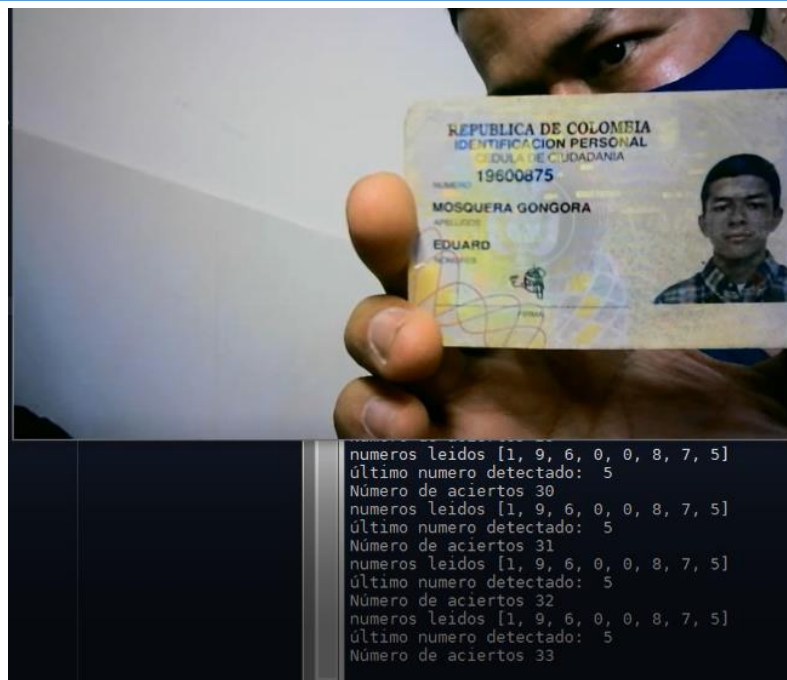 REPUBLICA DE COLOMBIA
IDENTIFICACION PERSONAL
CEDULA DE CIUDADANIA
NUMERO 19600875
MOSQUERA GONGORA
APELLIDOS
EDUARD
NOMBRES
FIRMA
numeros leidos [1, 9, 6, 0, 0, 8, 7, 5]
último numero detectado: 5
Número de aciertos 30
numeros leidos [1, 9, 6, 0, 0, 8, 7, 5]
último numero detectado: 5
Número de aciertos 31
numeros leidos [1, 9, 6, 0, 0, 8, 7, 5]
último numero detectado: 5
Número de aciertos 32
numeros leidos [1, 9, 6, 0, 0, 8, 7, 5]
último numero detectado: 5
Número de aciertos 33